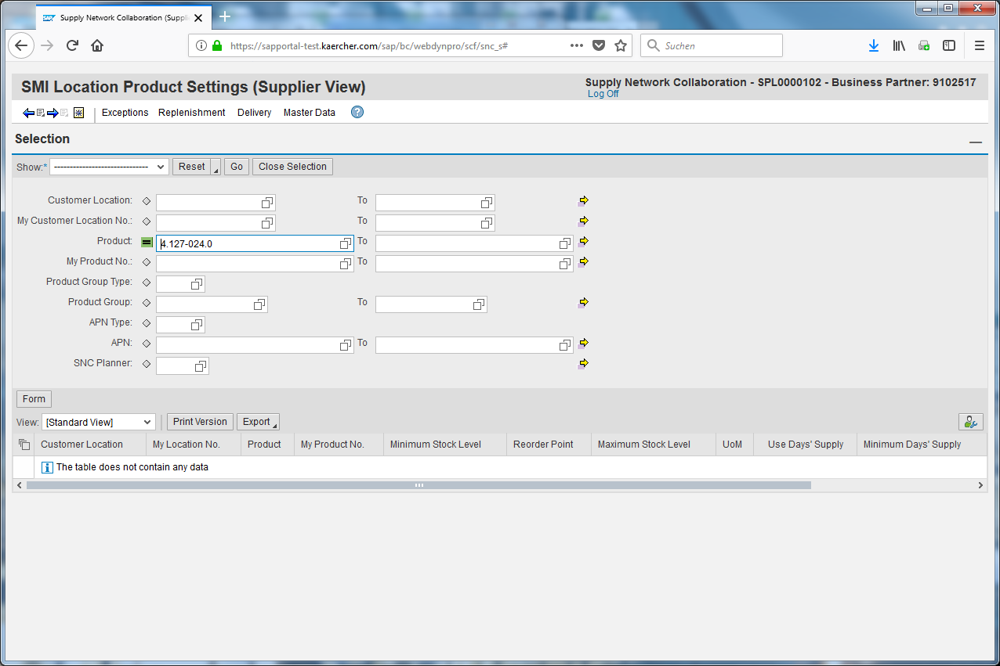 SAP Supply Network Collaboration (Suppli
https://sapportal-test.kaercher.com/sap/bc/webdynpro/scf/snc_s#
Suchen
SMI Location Product Settings (Supplier View)
Supply Network Collaboration - SPL0000102 - Business Partner: 9102517
Log Off
Exceptions Replenishment Delivery Master Data ?
Selection
Show:* ------------------------------ Reset Go Close Selection
Customer Location: To
My Customer Location No.: To
Product: 4.127-024.0 To
My Product No.: To
Product Group Type:
Product Group: To
APN Type:
APN: To
SNC Planner:
Form
View: [Standard View] Print Version Export
Customer Location My Location No. Product My Product No. Minimum Stock Level Reorder Point Maximum Stock Level UoM Use Days' Supply Minimum Days' Supply
The table does not contain any data